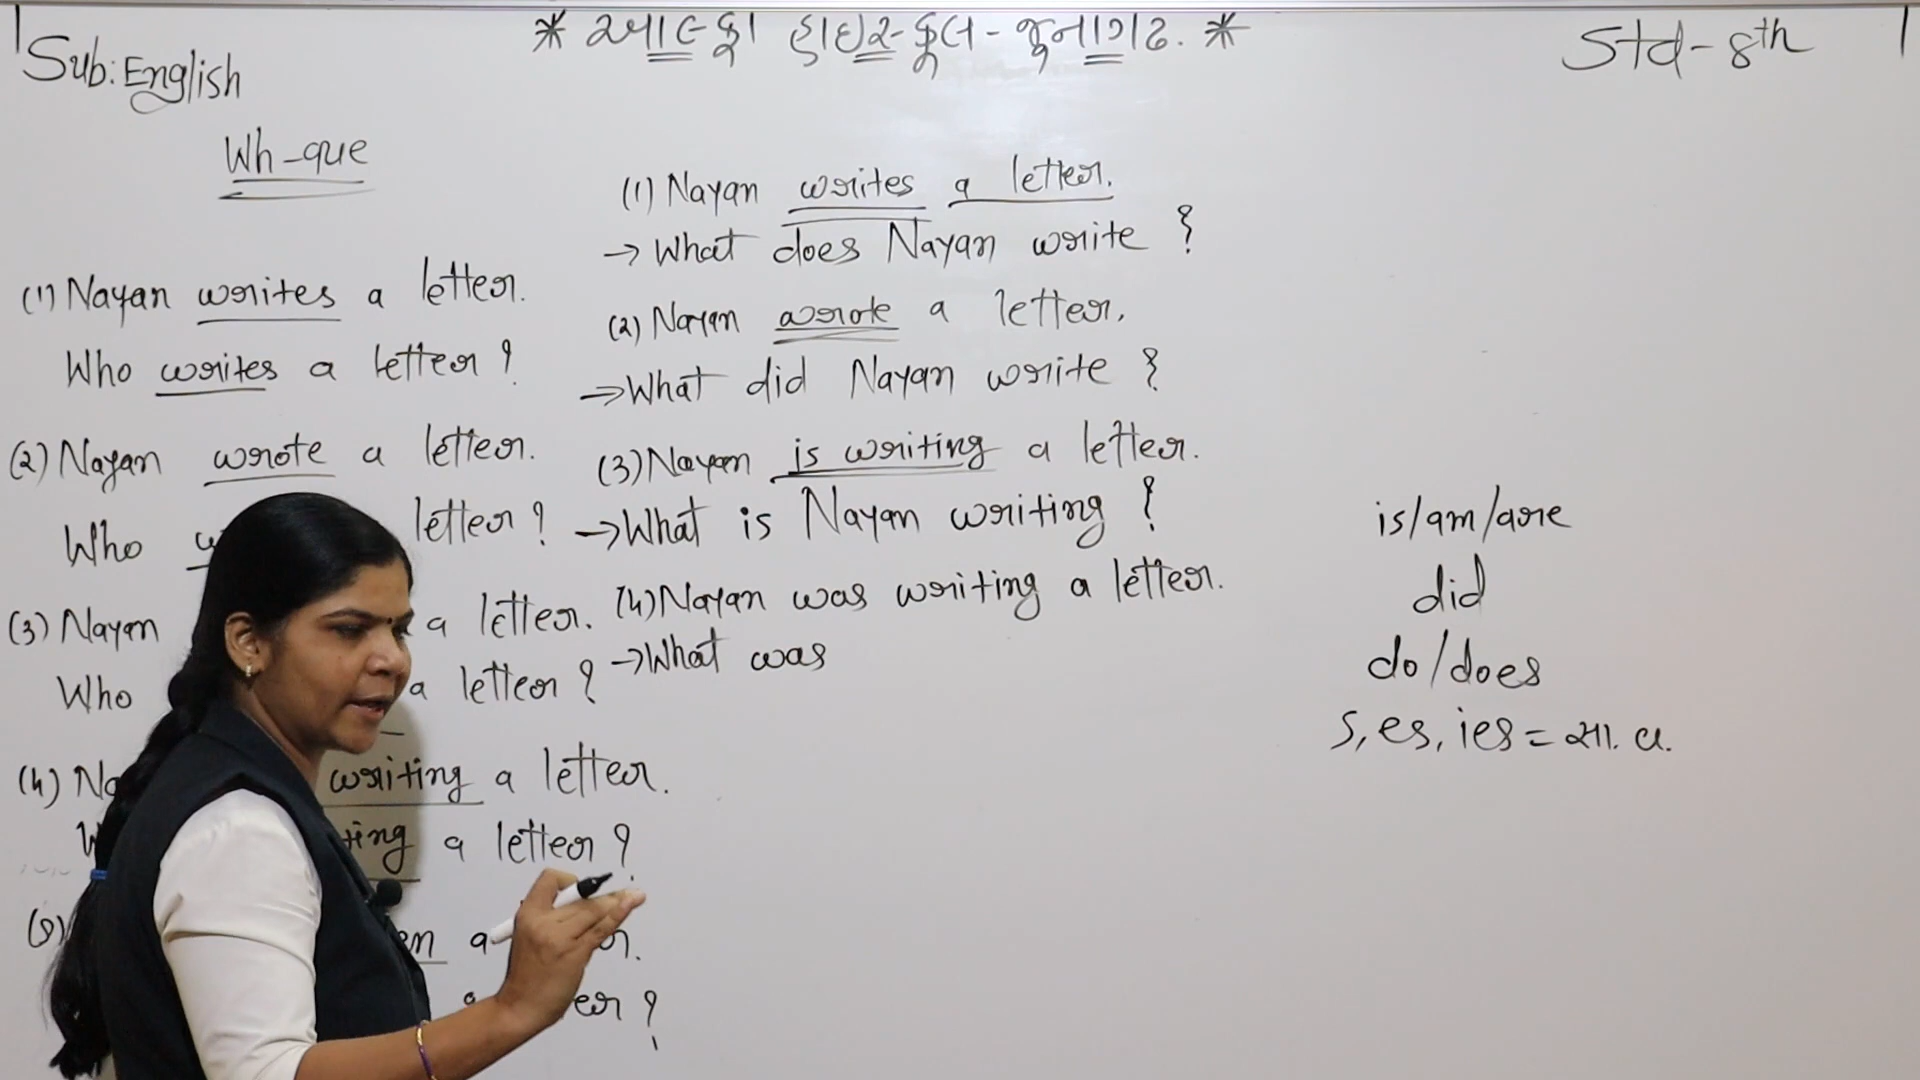 * આલ્ફા હાઇસ્કૂલ - જૂનાગઢ. *
Std - 8th
Sub: English
Wh-que
(1) Nayan writes a letter.
Who writes a letter?
(2) Nayan wrote a letter.
Who letter?
(3) Nayan a letter.
Who a letter?
(4) writing a letter.
a letter?
(5) a
?
(1) Nayan writes a letter.
→ What does Nayan write?
(2) Nayan wrote a letter.
→ What did Nayan write?
(3) Nayan is writing a letter.
→ What is Nayan writing?
(4) Nayan was writing a letter.
→ What was
is/am/are
did
do/does
s, es, ies = સા. વ.